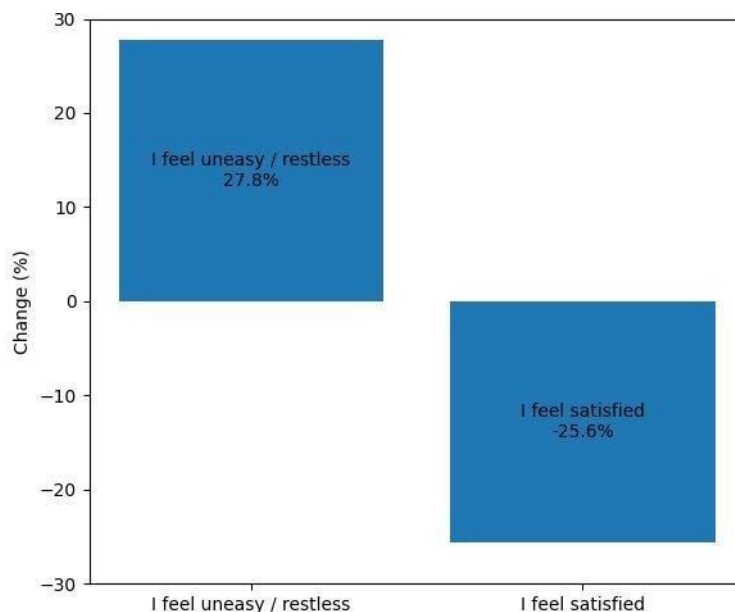 30
20
10
0
−10
−20
−30
Change (%)
I feel uneasy / restless
27.8%
I feel satisfied
-25.6%
I feel uneasy / restless
I feel satisfied